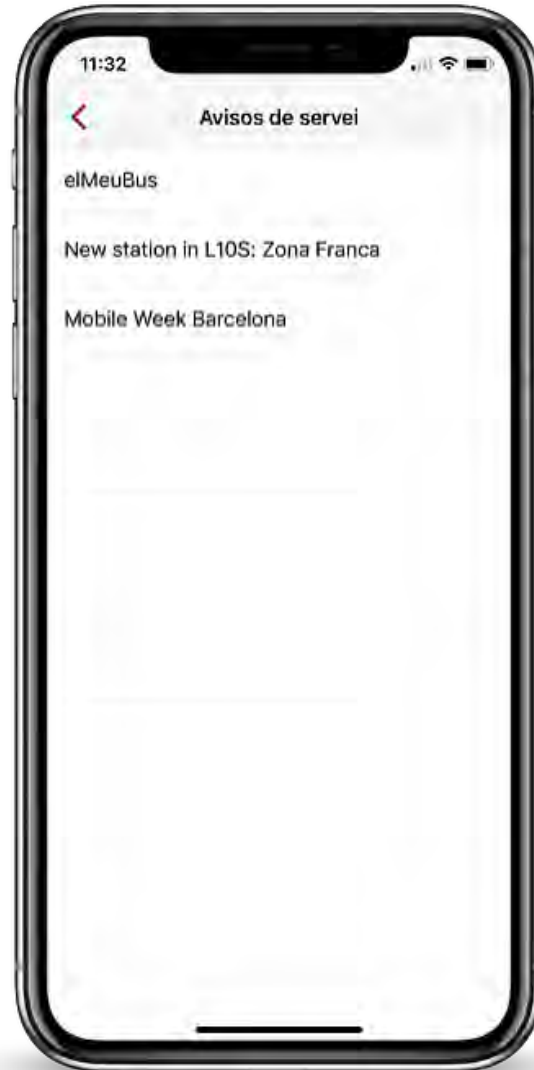 11:32
Avisos de servei
elMeuBus
New station in L10S: Zona Franca
Mobile Week Barcelona